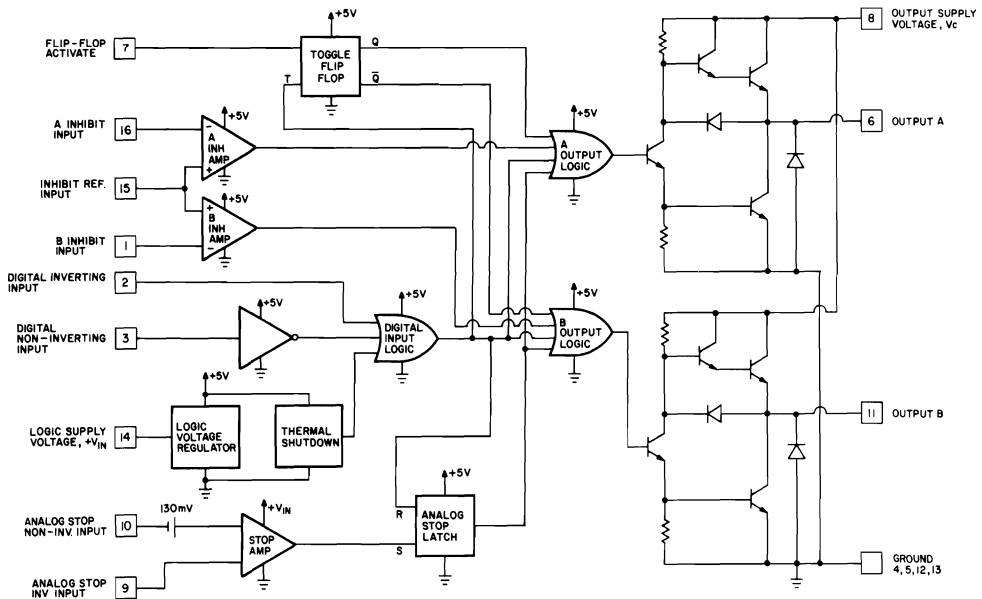 +5V
FLIP-FLOP
ACTIVATE
7
TOGGLE
FLIP
FLOP
Q
Q̅
T
8
OUTPUT SUPPLY
VOLTAGE, Vc
A INHIBIT
INPUT
16
+5V
-
A
INH
AMP
+
INHIBIT REF.
INPUT
15
+5V
+
B
INH
AMP
-
B INHIBIT
INPUT
1
+5V
A
OUTPUT
LOGIC
6
OUTPUT A
DIGITAL INVERTING
INPUT
2
DIGITAL
NON-INVERTING
INPUT
3
+5V
+5V
DIGITAL
INPUT
LOGIC
+5V
B
OUTPUT
LOGIC
LOGIC SUPPLY
VOLTAGE, +VIN
14
+5V
LOGIC
VOLTAGE
REGULATOR
THERMAL
SHUTDOWN
11
OUTPUT B
ANALOG STOP
NON-INV. INPUT
10
130mV
+VIN
STOP
AMP
ANALOG STOP
INV INPUT
9
+5V
R
S
ANALOG
STOP
LATCH
GROUND
4, 5, 12, 13